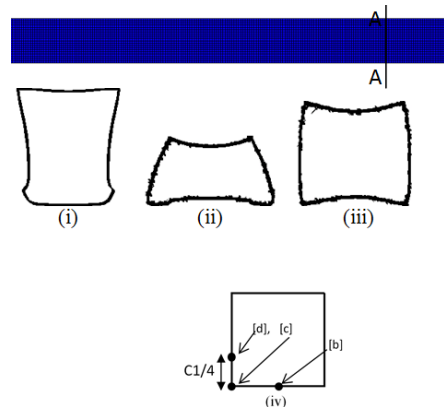 A
A
(i) (ii) (iii)
[d], [c] [b]
C1/4
(iv)